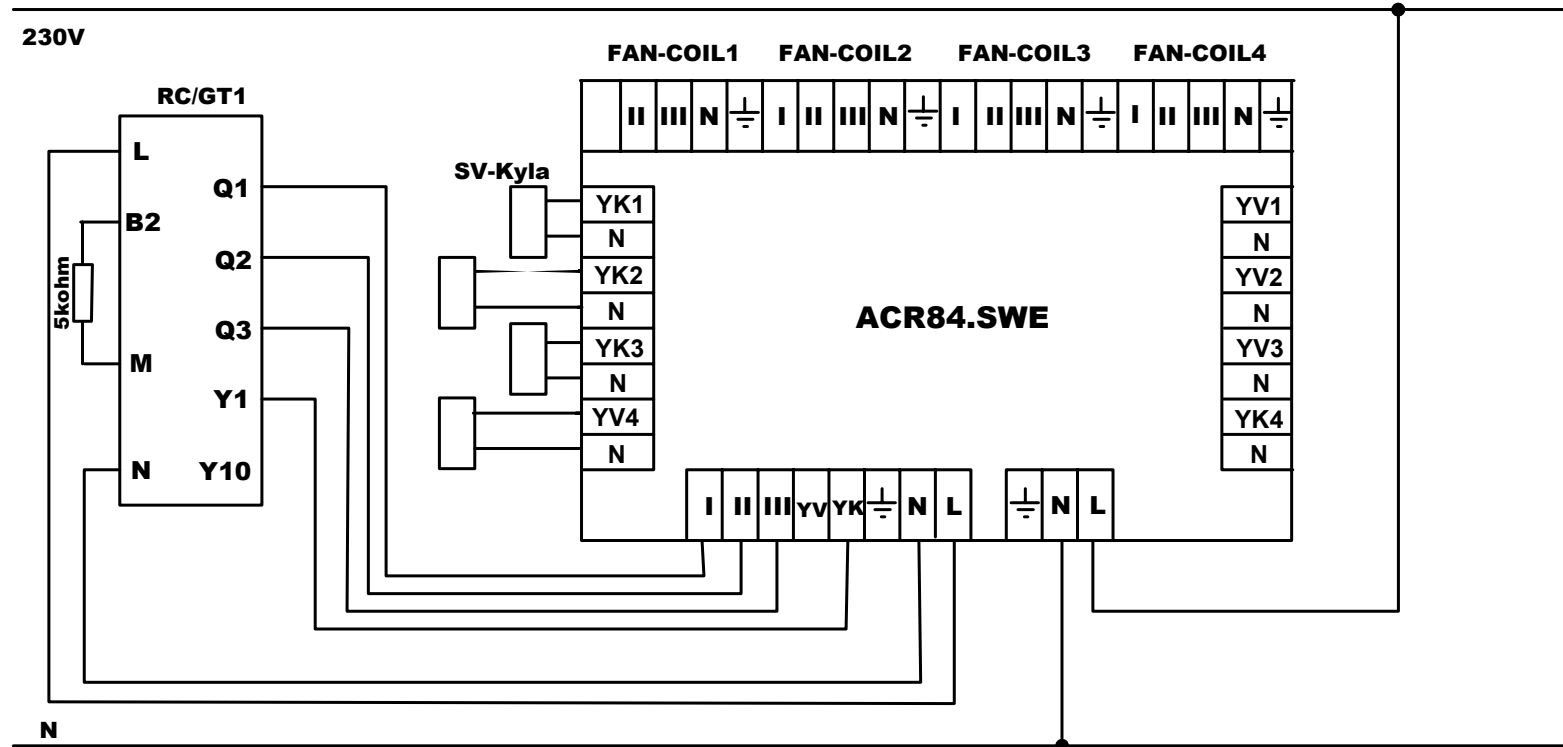 230V
FAN-COIL1 FAN-COIL2 FAN-COIL3 FAN-COIL4
RC/GT1
II III N I II III N I II III N I II III N
L
Q1
B2
Q2
5kohm
Q3
M
Y1
N
Y10
SV-Kyla
YK1
N
YK2
N
YK3
N
YV4
N
ACR84.SWE
YV1
N
YV2
N
YV3
N
YK4
N
I II III YV YK N L
N L
N